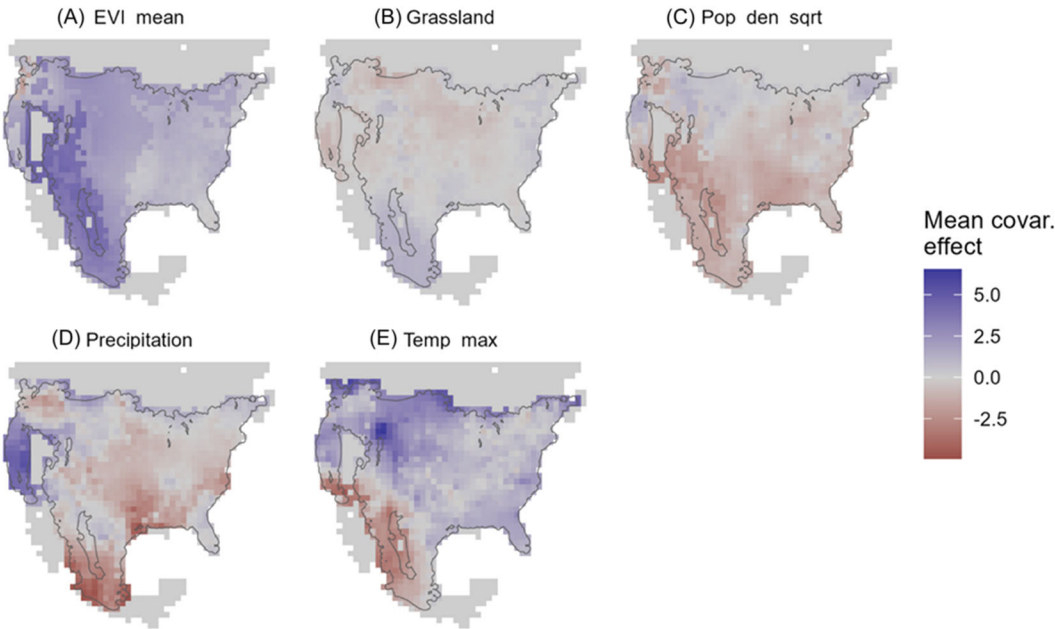 (A) EVI mean
(B) Grassland
(C) Pop den sqrt
(D) Precipitation
(E) Temp max
Mean covar.
effect
5.0
2.5
0.0
-2.5